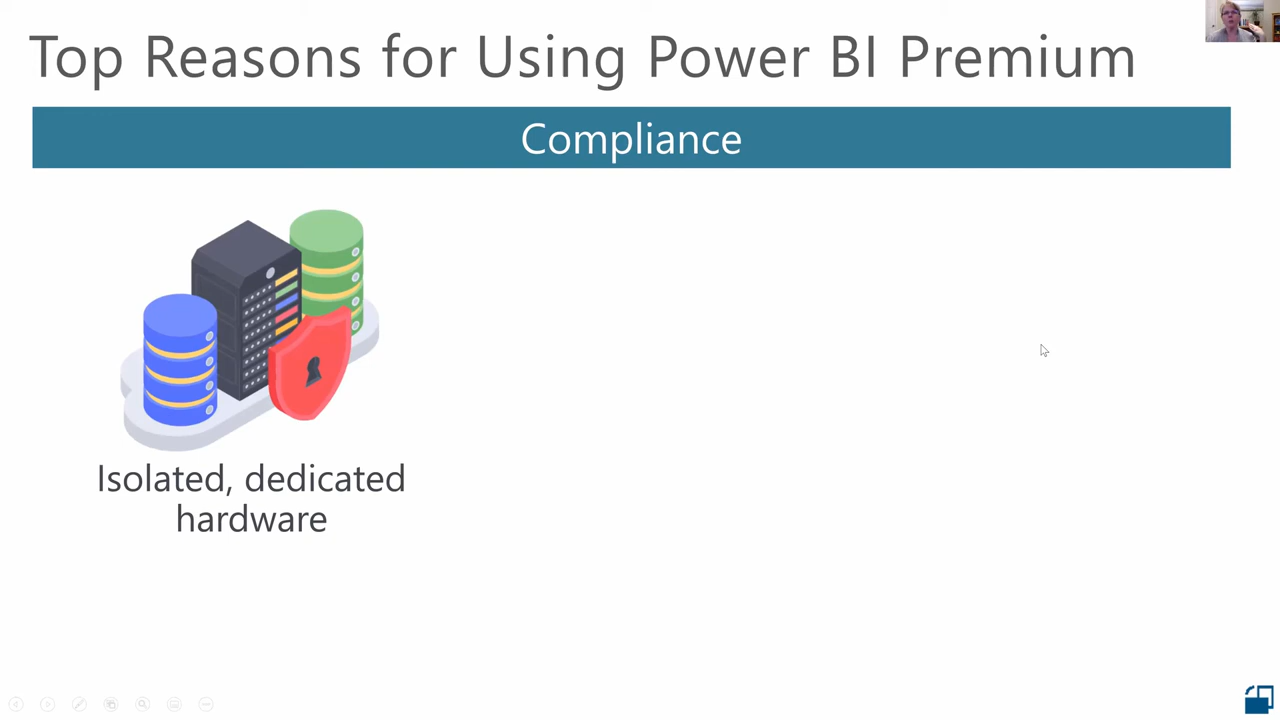 Top Reasons for Using Power BI Premium
Compliance
Isolated, dedicated
hardware